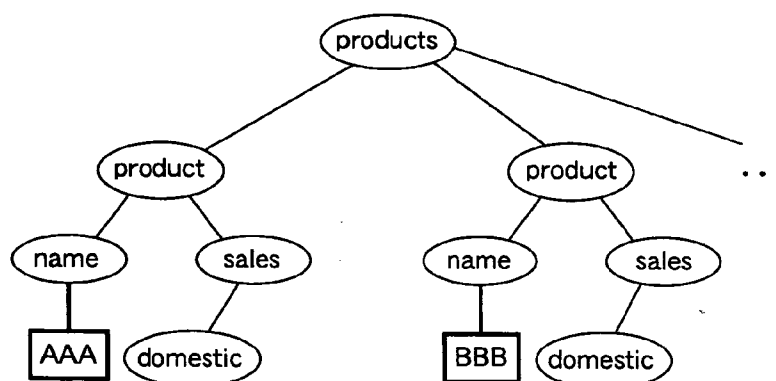 products
product product ..
name sales name sales
AAA domestic BBB domestic